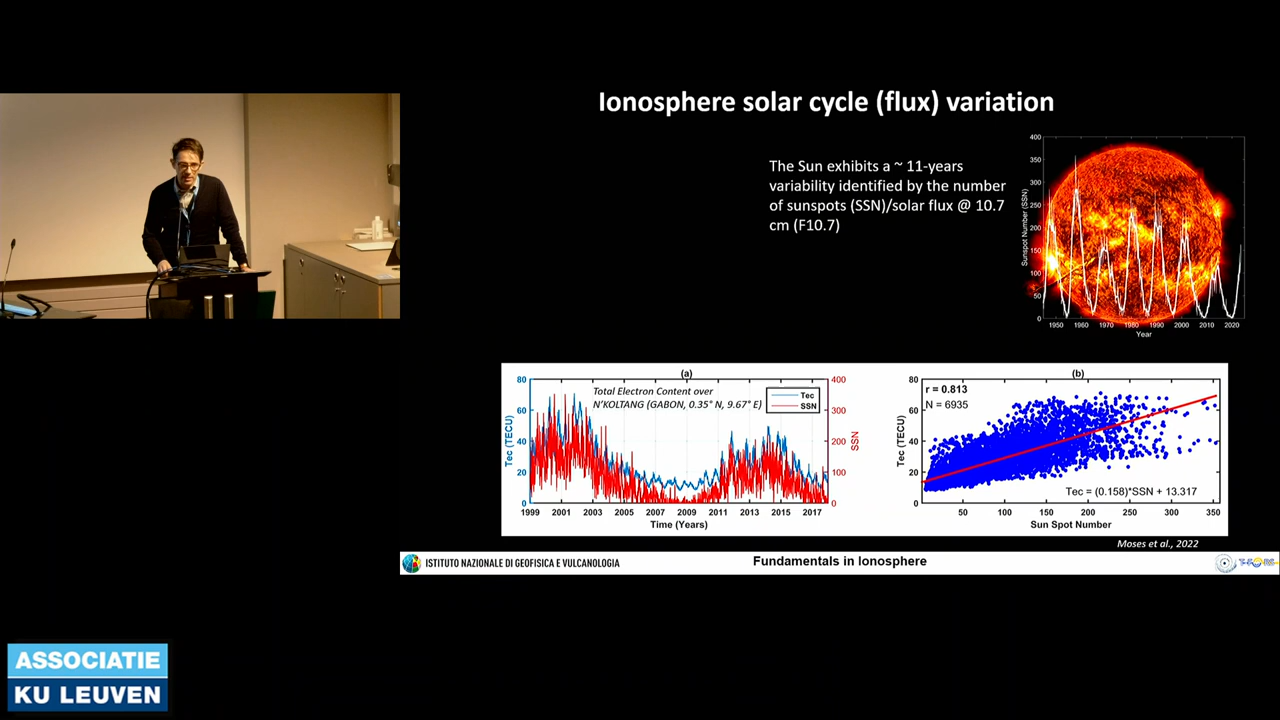 Ionosphere solar cycle (flux) variation
The Sun exhibits a ~ 11-years
variability identified by the number
of sunspots (SSN)/solar flux @ 10.7
cm (F10.7)
400
350
300
250
200
150
100
50
0
Sunspot Number (SSN)
1950 1960 1970 1980 1990 2000 2010 2020
Year
(a)
Total Electron Content over
N'KOLTANG (GABON, 0.35° N, 9.67° E)
Tec
SSN
80
60
40
20
0
Tec (TECU)
400
300
200
100
0
SSN
1999 2001 2003 2005 2007 2009 2011 2013 2015 2017
Time (Years)
(b)
r = 0.813
N = 6935
80
60
40
20
0
Tec (TECU)
Tec = (0.158)*SSN + 13.317
50 100 150 200 250 300 350
Sun Spot Number
Moses et al., 2022
ISTITUTO NAZIONALE DI GEOFISICA E VULCANOLOGIA
Fundamentals in Ionosphere
ASSOCIATIE
KU LEUVEN